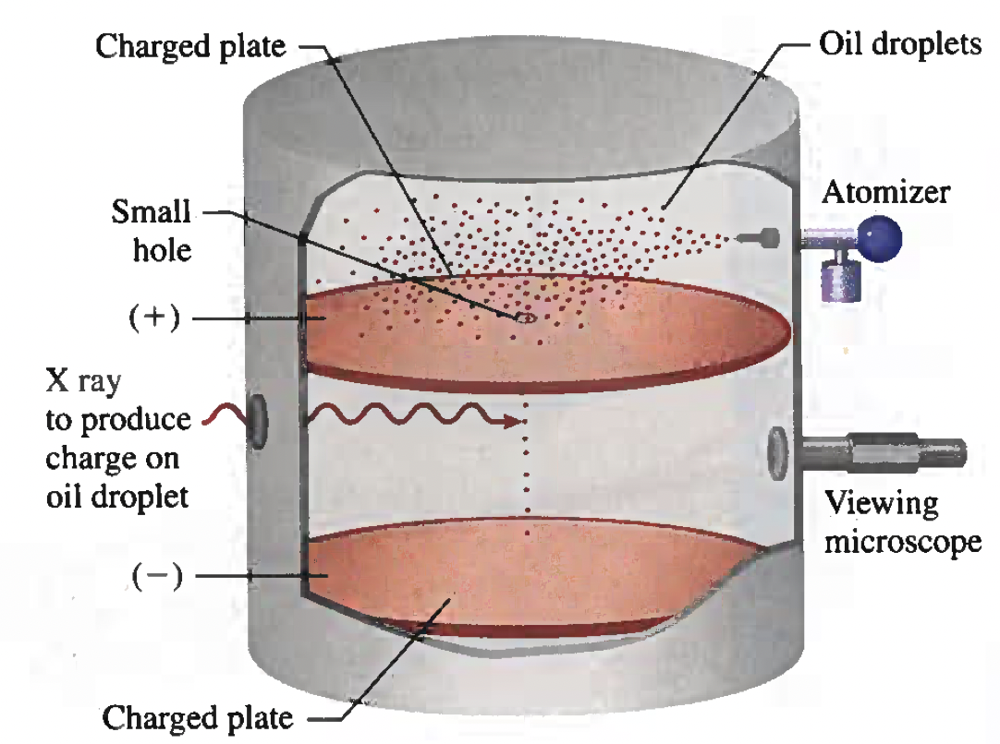 Charged plate
Oil droplets
Small
hole
Atomizer
(+)
X ray
to produce
charge on
oil droplet
Viewing
microscope
(−)
Charged plate